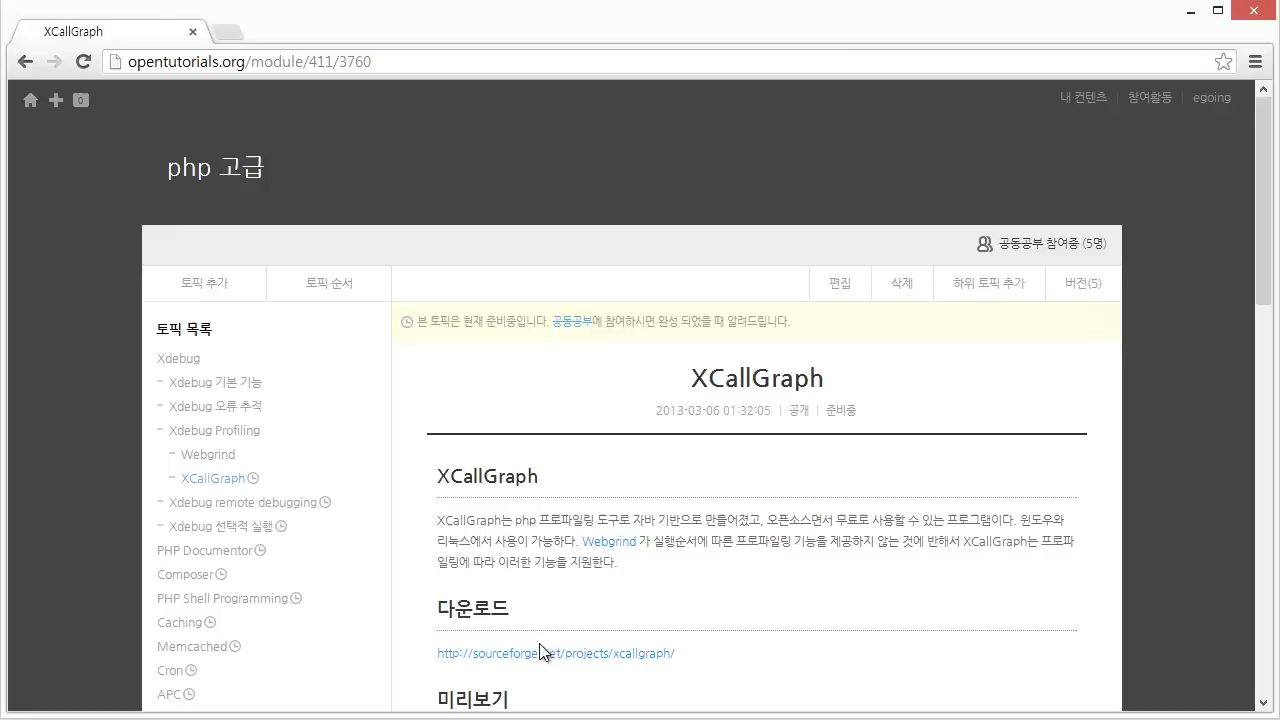 XCallGraph
opentutorials.org/module/411/3760
0
내 컨텐츠 | 참여활동 | egoing
php 고급
공동공부 참여중 (5명)
토픽 추가 토픽 순서 편집 삭제 하위 토픽 추가 버전(5)
토픽 목록
Xdebug
- Xdebug 기본 기능
- Xdebug 오류 추적
- Xdebug Profiling
- Webgrind
- XCallGraph
- Xdebug remote debugging
- Xdebug 선택적 실행
PHP Documentor
Composer
PHP Shell Programming
Caching
Memcached
Cron
APC
본 토픽은 현재 준비중입니다. 공동공부에 참여하시면 완성 되었을 때 알려드립니다.
XCallGraph
2013-03-06 01:32:05 | 공개 | 준비중
XCallGraph
XCallGraph는 php 프로파일링 도구로 자바 기반으로 만들어졌고, 오픈소스면서 무료로 사용할 수 있는 프로그램이다. 윈도우와
리눅스에서 사용이 가능하다. Webgrind 가 실행순서에 따른 프로파일링 기능을 제공하지 않는 것에 반해서 XCallGraph는 프로파
일링에 따라 이러한 기능을 지원한다.
다운로드
http://sourceforge.net/projects/xcallgraph/
미리보기